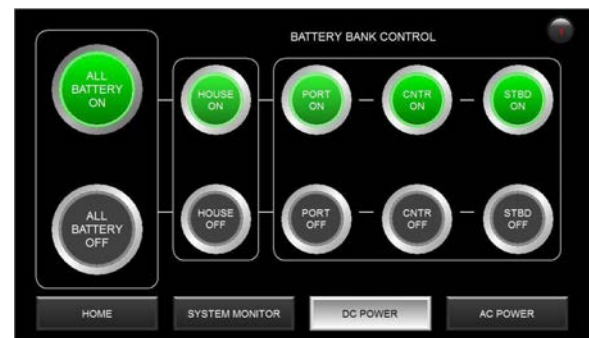 BATTERY BANK CONTROL
ALL
BATTERY
ON
HOUSE
ON
PORT
ON
CNTR
ON
STBD
ON
ALL
BATTERY
OFF
HOUSE
OFF
PORT
OFF
CNTR
OFF
STBD
OFF
HOME
SYSTEM MONITOR
DC POWER
AC POWER